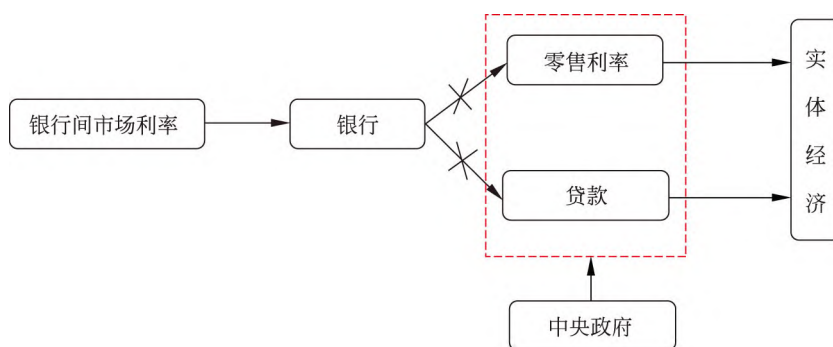 银行间市场利率
银行
零售利率
贷款
实体经济
中央政府